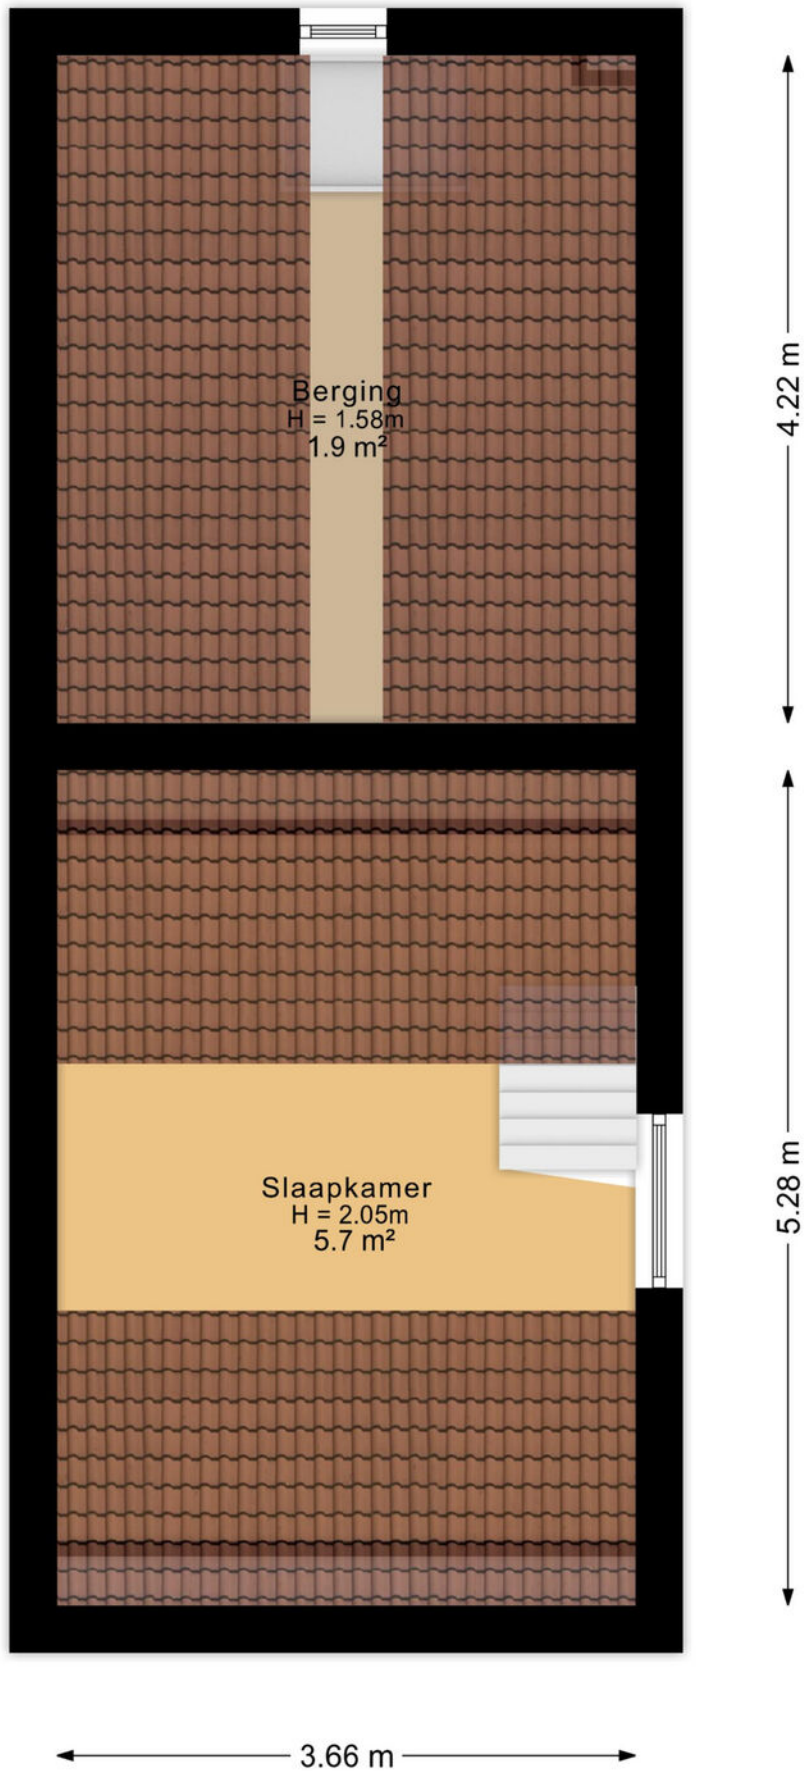 Berging
H = 1.58m
1.9 m²
4.22 m
Slaapkamer
H = 2.05m
5.7 m²
5.28 m
3.66 m